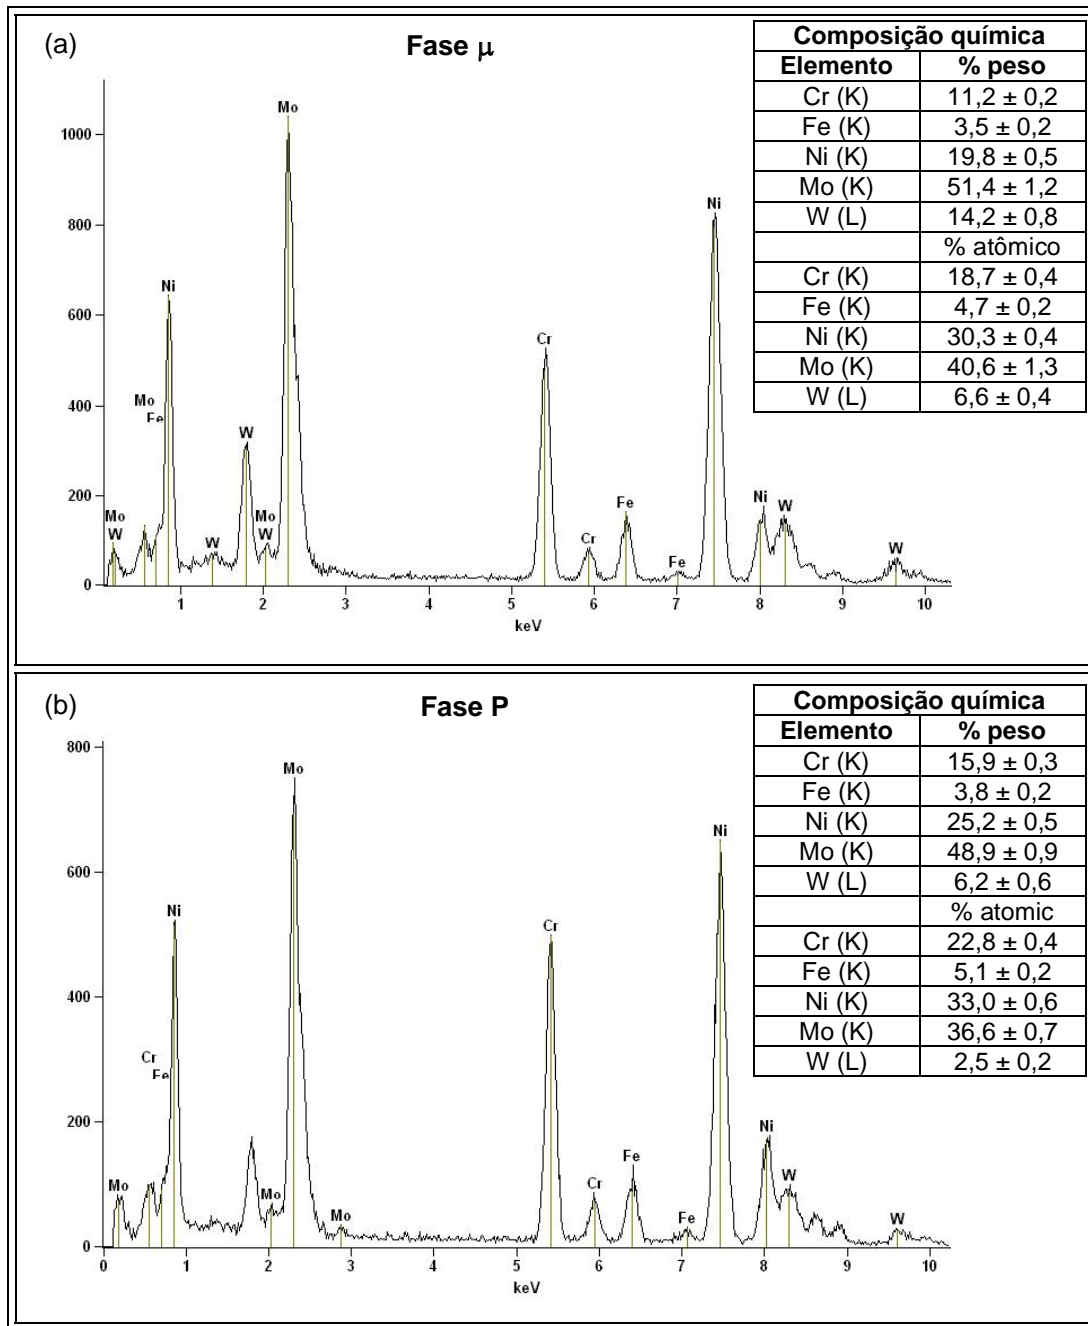 (a)
Fase μ
Composição química
Elemento % peso
Cr (K) 11,2 ± 0,2
Fe (K) 3,5 ± 0,2
Ni (K) 19,8 ± 0,5
Mo (K) 51,4 ± 1,2
W (L) 14,2 ± 0,8
% atômico
Cr (K) 18,7 ± 0,4
Fe (K) 4,7 ± 0,2
Ni (K) 30,3 ± 0,4
Mo (K) 40,6 ± 1,3
W (L) 6,6 ± 0,4
Mo
1000
800
Ni
Ni
600
Cr
Mo
Fe
400
W
200
Mo
W
W
Mo
W
Cr
Fe
Fe
Ni
W
W
0
1 2 3 4 5 6 7 8 9 10
keV
(b)
Fase P
Composição química
Elemento % peso
Cr (K) 15,9 ± 0,3
Fe (K) 3,8 ± 0,2
Ni (K) 25,2 ± 0,5
Mo (K) 48,9 ± 0,9
W (L) 6,2 ± 0,6
% atomic
Cr (K) 22,8 ± 0,4
Fe (K) 5,1 ± 0,2
Ni (K) 33,0 ± 0,6
Mo (K) 36,6 ± 0,7
W (L) 2,5 ± 0,2
800
Mo
Ni
600
Ni
Cr
400
Cr
Fe
200
Mo
Mo
Mo
Cr
Fe
Fe
Ni
W
W
0
0 1 2 3 4 5 6 7 8 9 10
keV